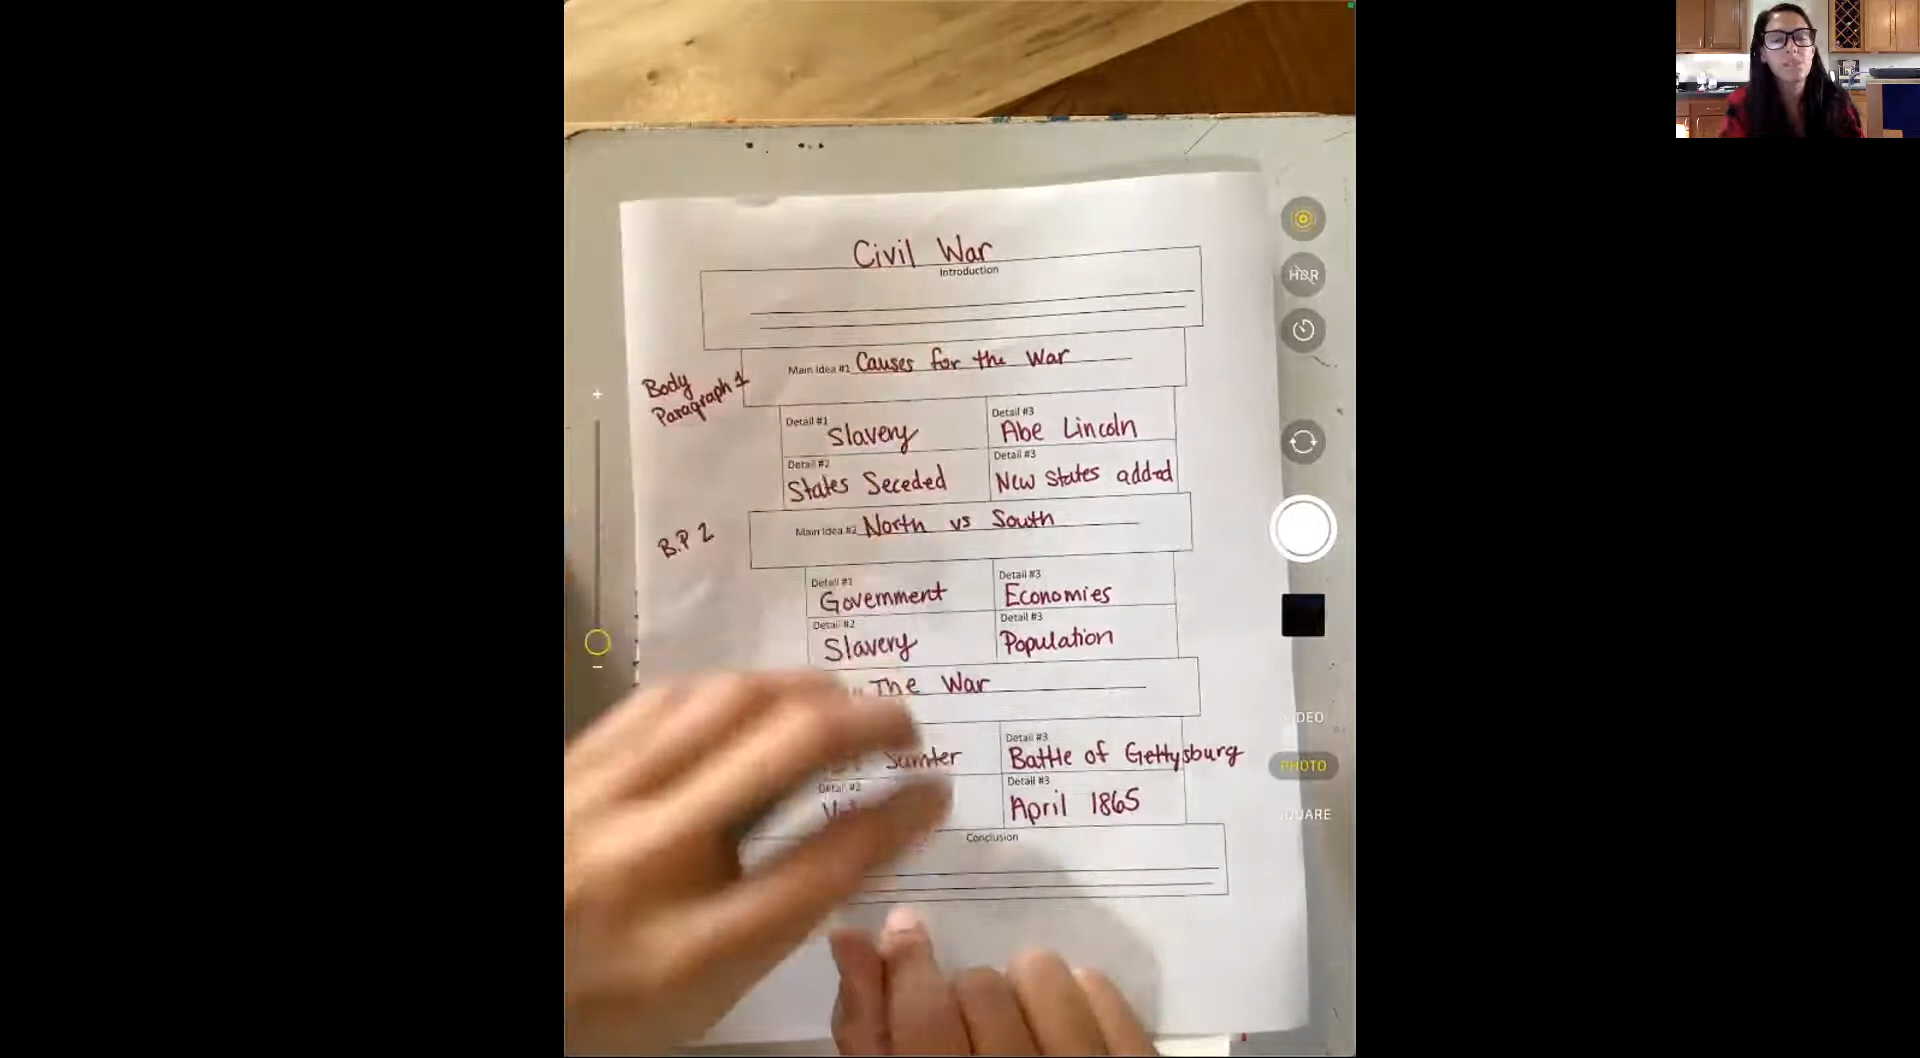 Civil War
Introduction
Main Idea #1 Causes for the War
Body
Paragraph 1
Detail #1
Slavery
Detail #3
Abe Lincoln
Detail #2
States Seceded
Detail #3
New States added
B.P 2
Main Idea #2 North vs South
Detail #1
Government
Detail #3
Economies
Detail #2
Slavery
Detail #3
Population
The War
Sumter
Detail #3
Battle of Gettysburg
Detail #2
Detail #3
April 1865
Conclusion
HDR
PHOTO